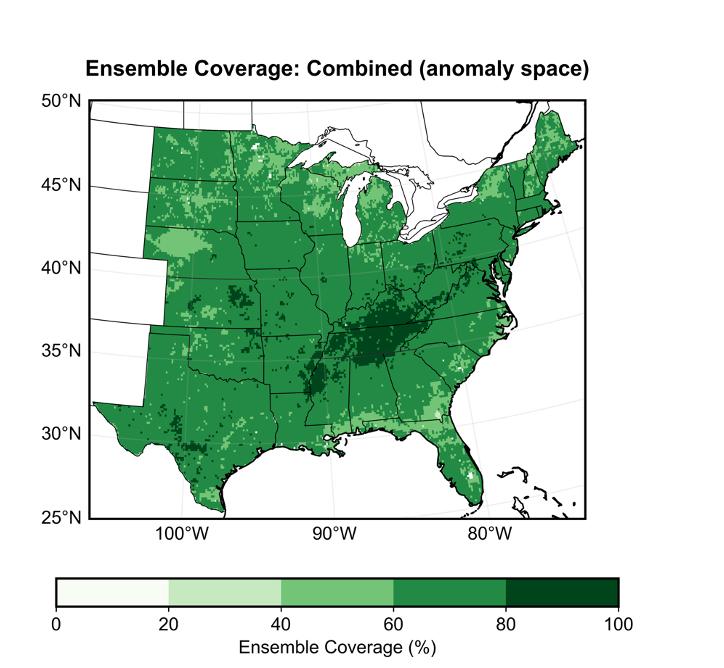 Ensemble Coverage: Combined (anomaly space)
50°N
45°N
40°N
35°N
30°N
25°N
100°W 90°W 80°W
0 20 40 60 80 100
Ensemble Coverage (%)